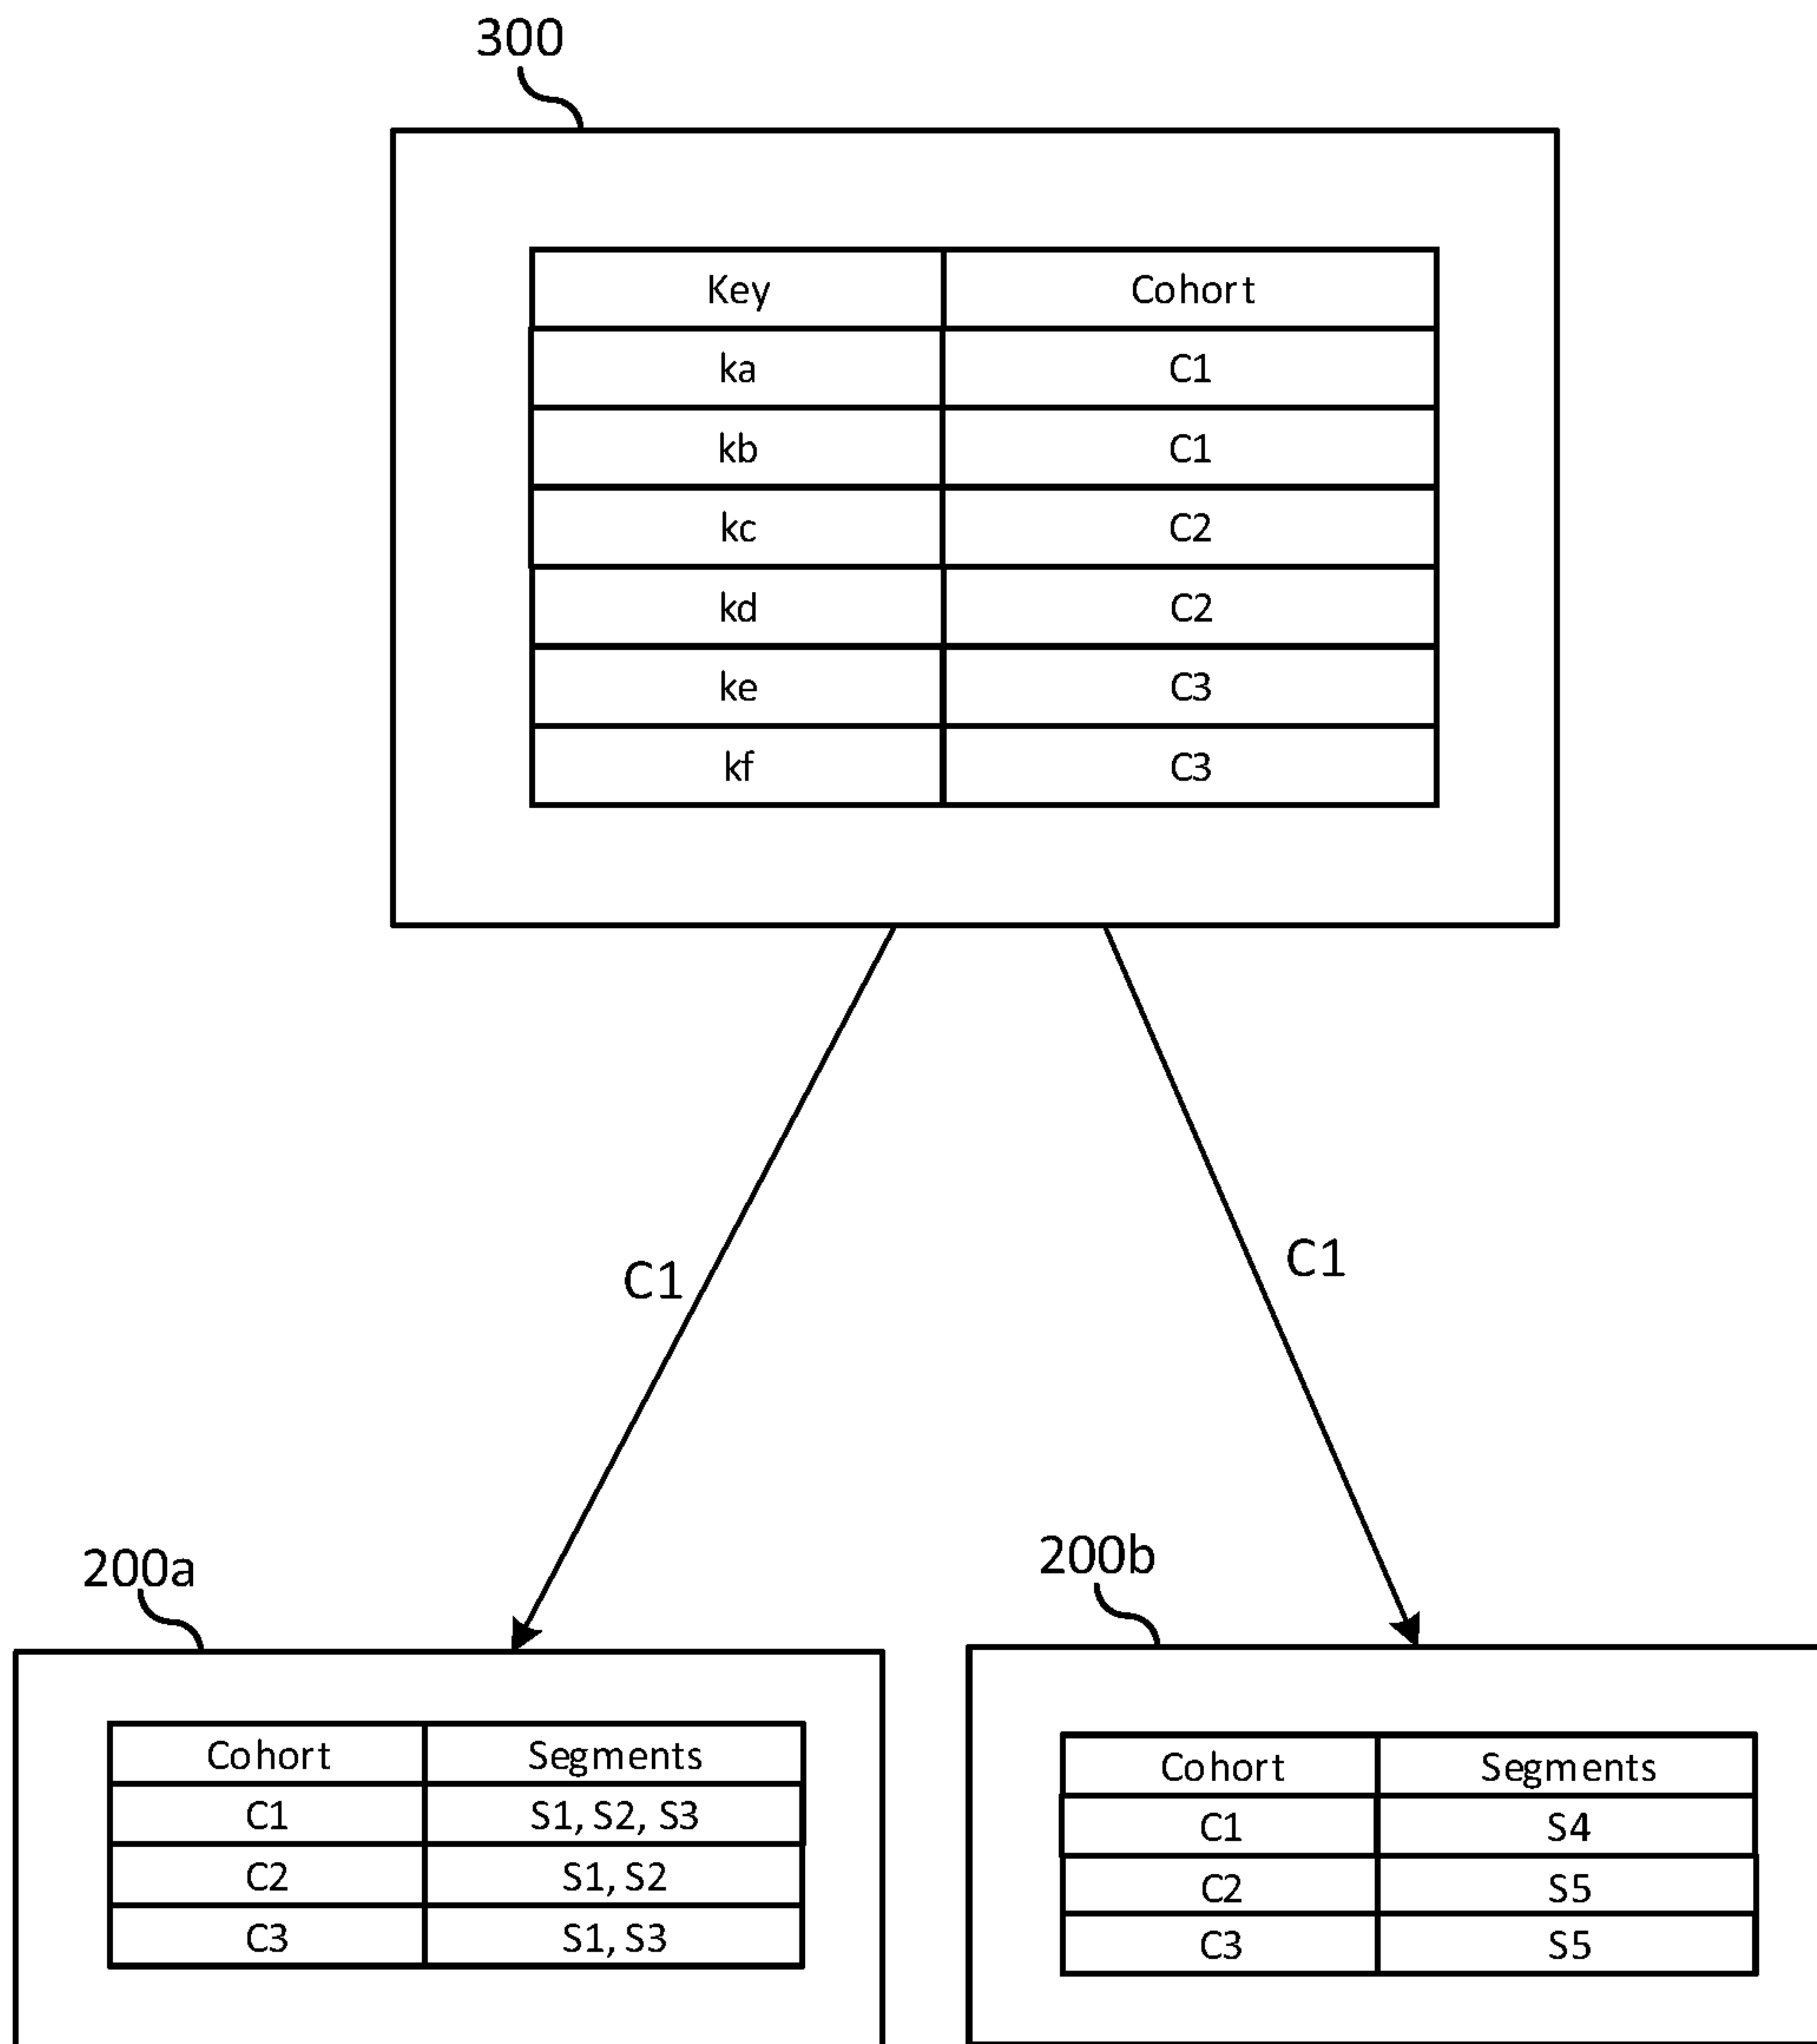 300
Key Cohort
ka C1
kb C1
kc C2
kd C2
ke C3
kf C3
C1 C1
200a 200b
Cohort Segments
C1 S1, S2, S3
C2 S1, S2
C3 S1, S3
Cohort Segments
C1 S4
C2 S5
C3 S5